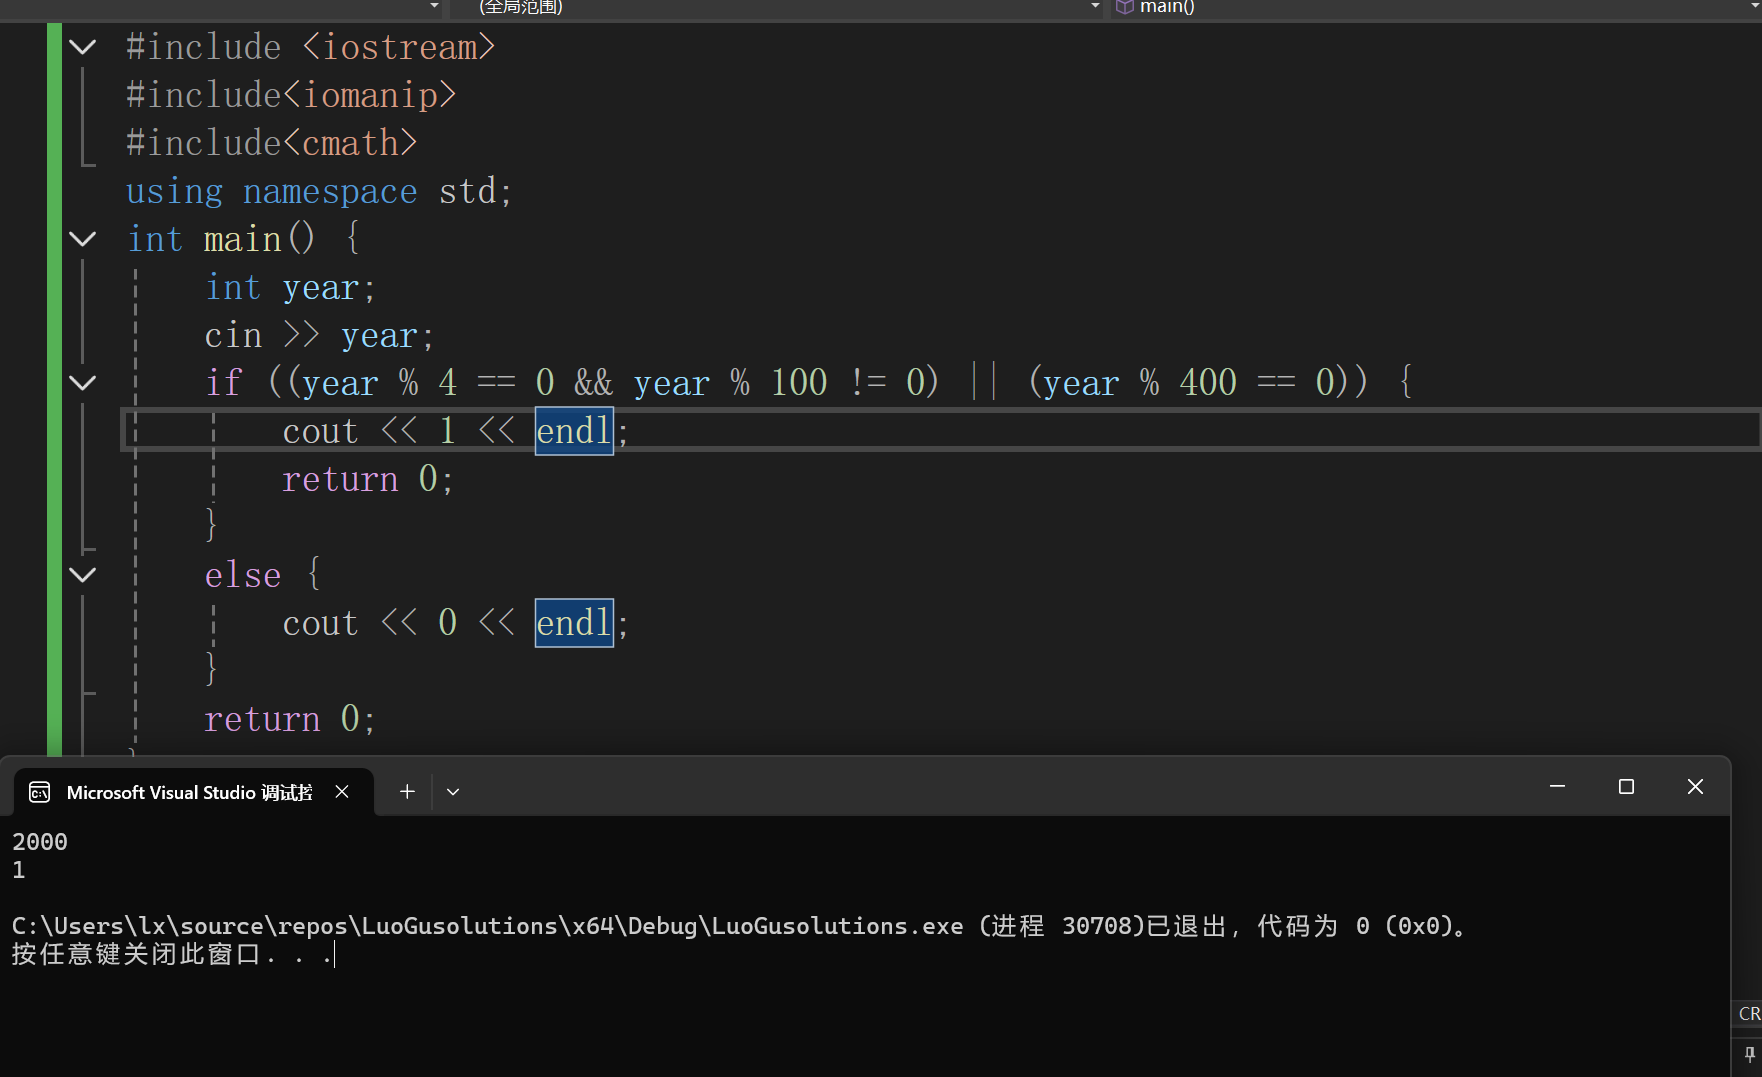 (全局范围) main()
#include <iostream>
#include<iomanip>
#include<cmath>
using namespace std;
int main() {
int year;
cin >> year;
if ((year % 4 == 0 && year % 100 != 0) || (year % 400 == 0)) {
cout << 1 << endl;
return 0;
}
else {
cout << 0 << endl;
}
return 0;
Microsoft Visual Studio 调试控
2000
1
C:\Users\lx\source\repos\LuoGusolutions\x64\Debug\LuoGusolutions.exe (进程 30708)已退出，代码为 0 (0x0)。
按任意键关闭此窗口. . .
CR